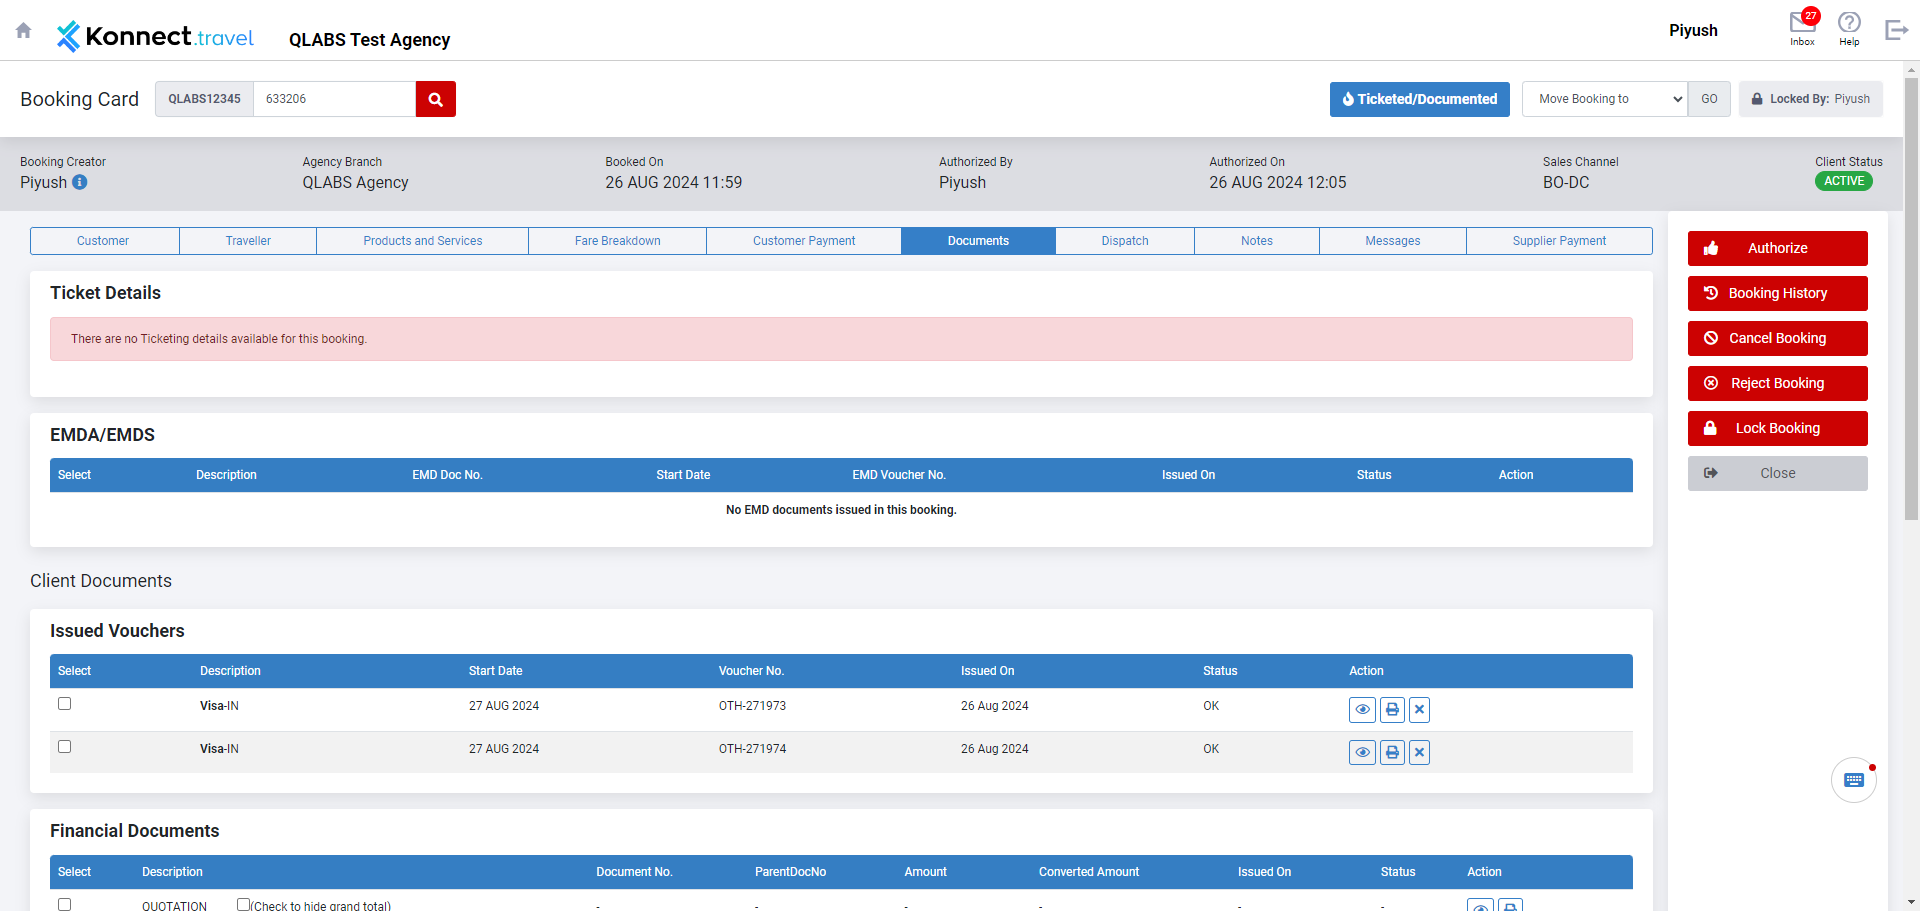 Konnect.travel
QLABS Test Agency
Piyush
27
Inbox
Help
Booking Card
QLABS12345
633206
Ticketed/Documented
Move Booking to
GO
Locked By: Piyush
Booking Creator
Piyush
Agency Branch
QLABS Agency
Booked On
26 AUG 2024 11:59
Authorized By
Piyush
Authorized On
26 AUG 2024 12:05
Sales Channel
BO-DC
Client Status
ACTIVE
Customer
Traveller
Products and Services
Fare Breakdown
Customer Payment
Documents
Dispatch
Notes
Messages
Supplier Payment
Authorize
Booking History
Cancel Booking
Reject Booking
Lock Booking
Close
Ticket Details
There are no Ticketing details available for this booking.
EMDA/EMDS
Select Description EMD Doc No. Start Date EMD Voucher No. Issued On Status Action
No EMD documents issued in this booking.
Client Documents
Issued Vouchers
Select Description Start Date Voucher No. Issued On Status Action
Visa-IN 27 AUG 2024 OTH-271973 26 Aug 2024 OK
Visa-IN 27 AUG 2024 OTH-271974 26 Aug 2024 OK
Financial Documents
Select Description Document No. ParentDocNo Amount Converted Amount Issued On Status Action
QUOTATION (Check to hide grand total) - - - - - -